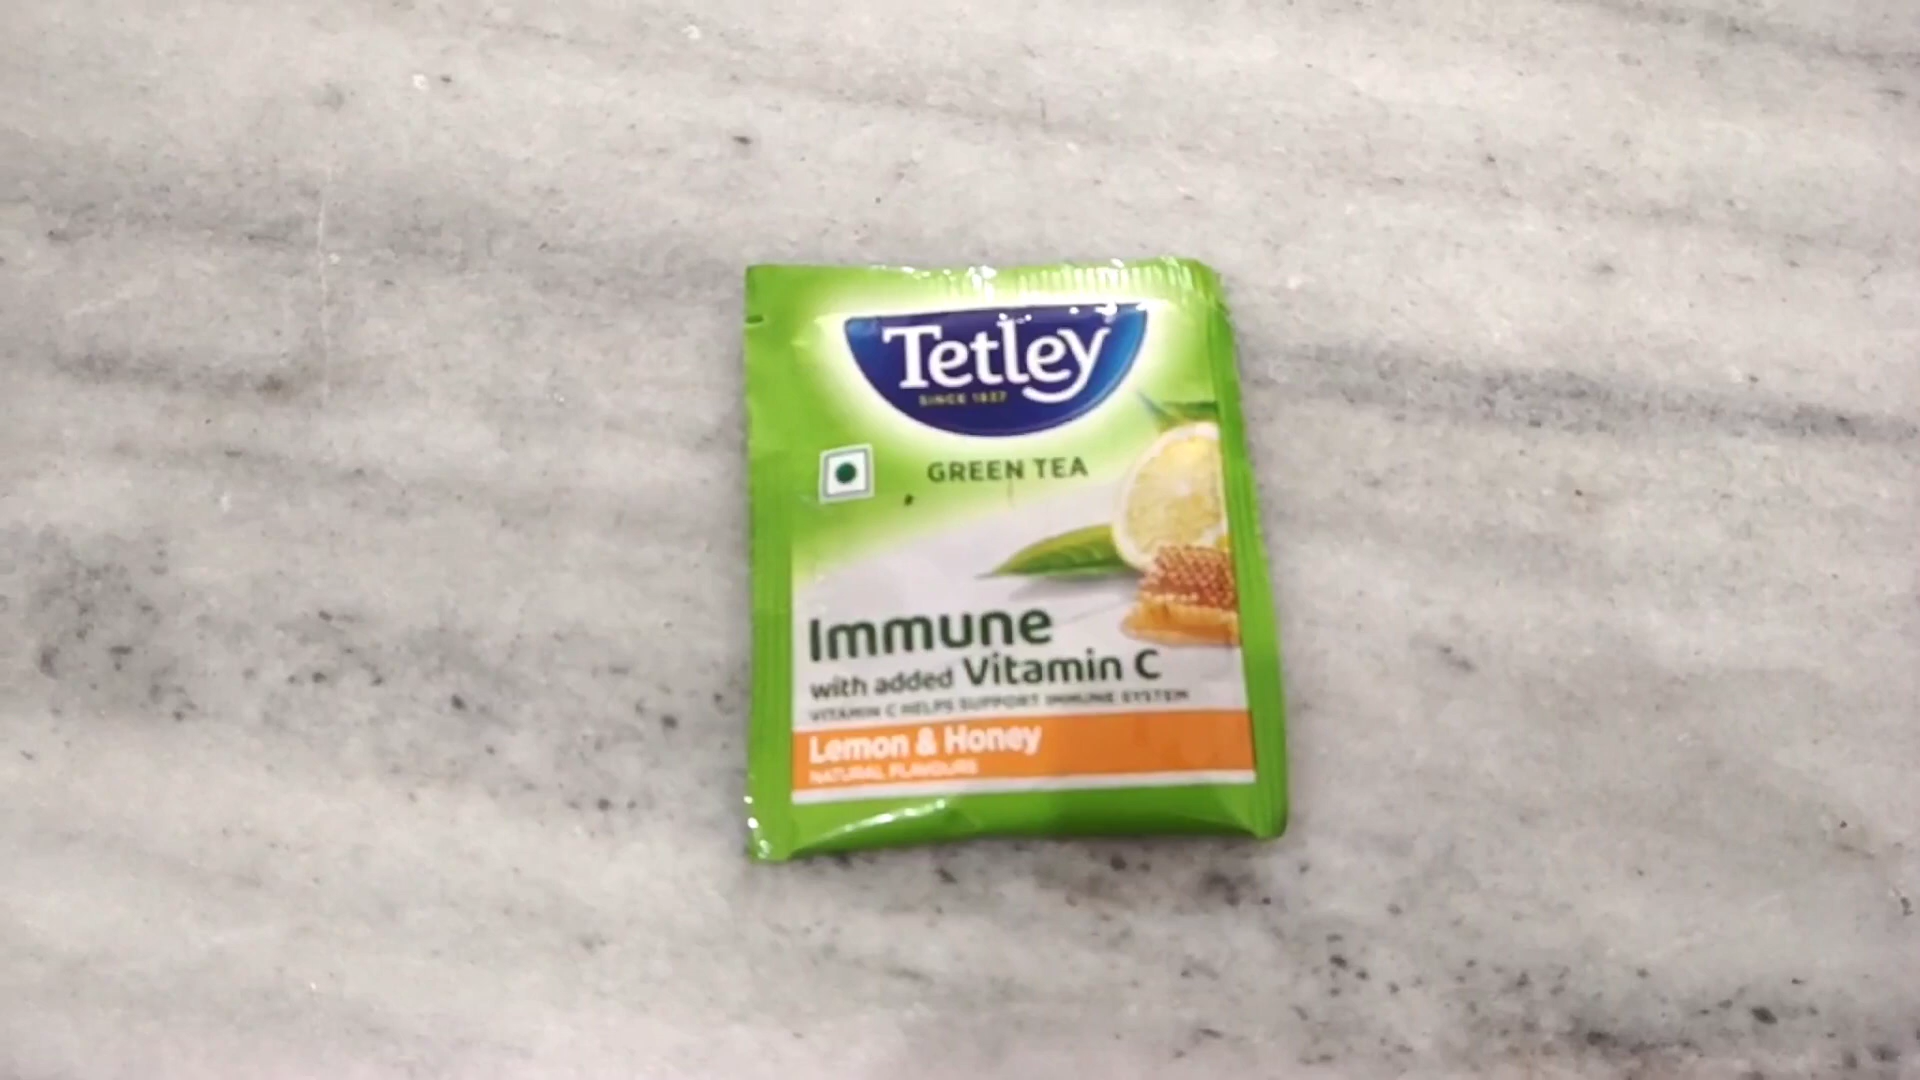 Tetley
SINCE 1837
GREEN TEA
Immune
with added Vitamin C
VITAMIN C HELPS SUPPORT IMMUNE SYSTEM
Lemon & Honey
NATURAL FLAVOURS